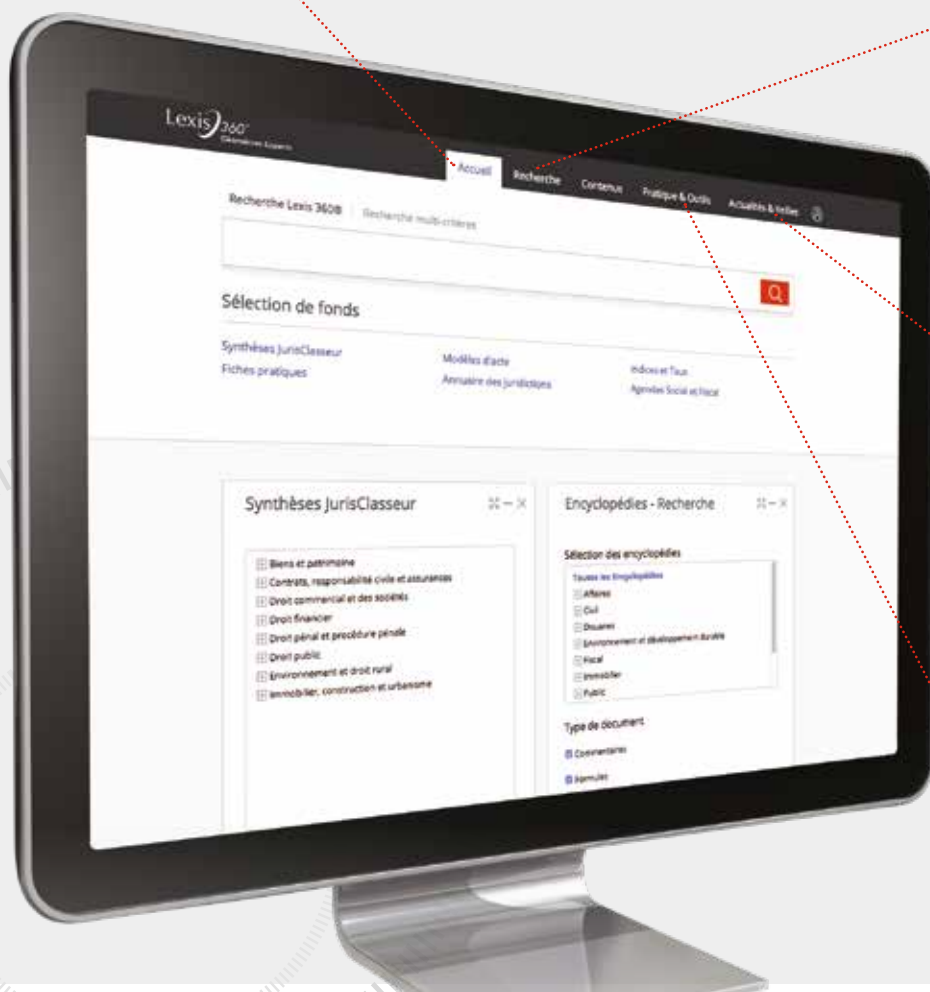 Lexis 360°
Accueil Recherche Contenus Pratique & Outils Actualités & Veilles
Recherche Lexis 360® Recherche multi-critères
Sélection de fonds
Synthèses JurisClasseur Modèles d'acte Indices et Taux
Fiches pratiques Annuaire des juridictions Agendas Social et Fiscal
Synthèses JurisClasseur
Biens et patrimoine
Contrats, responsabilité civile et assurances
Droit commercial et des sociétés
Droit financier
Droit pénal et procédure pénale
Droit public
Environnement et droit rural
Immobilier, construction et urbanisme
Encyclopédies - Recherche
Sélection des encyclopédies
Toutes les Encyclopédies
Affaires
Civil
Douanes
Environnement et développement durable
Fiscal
Immobilier
Public
Type de document
Commentaires
Formules